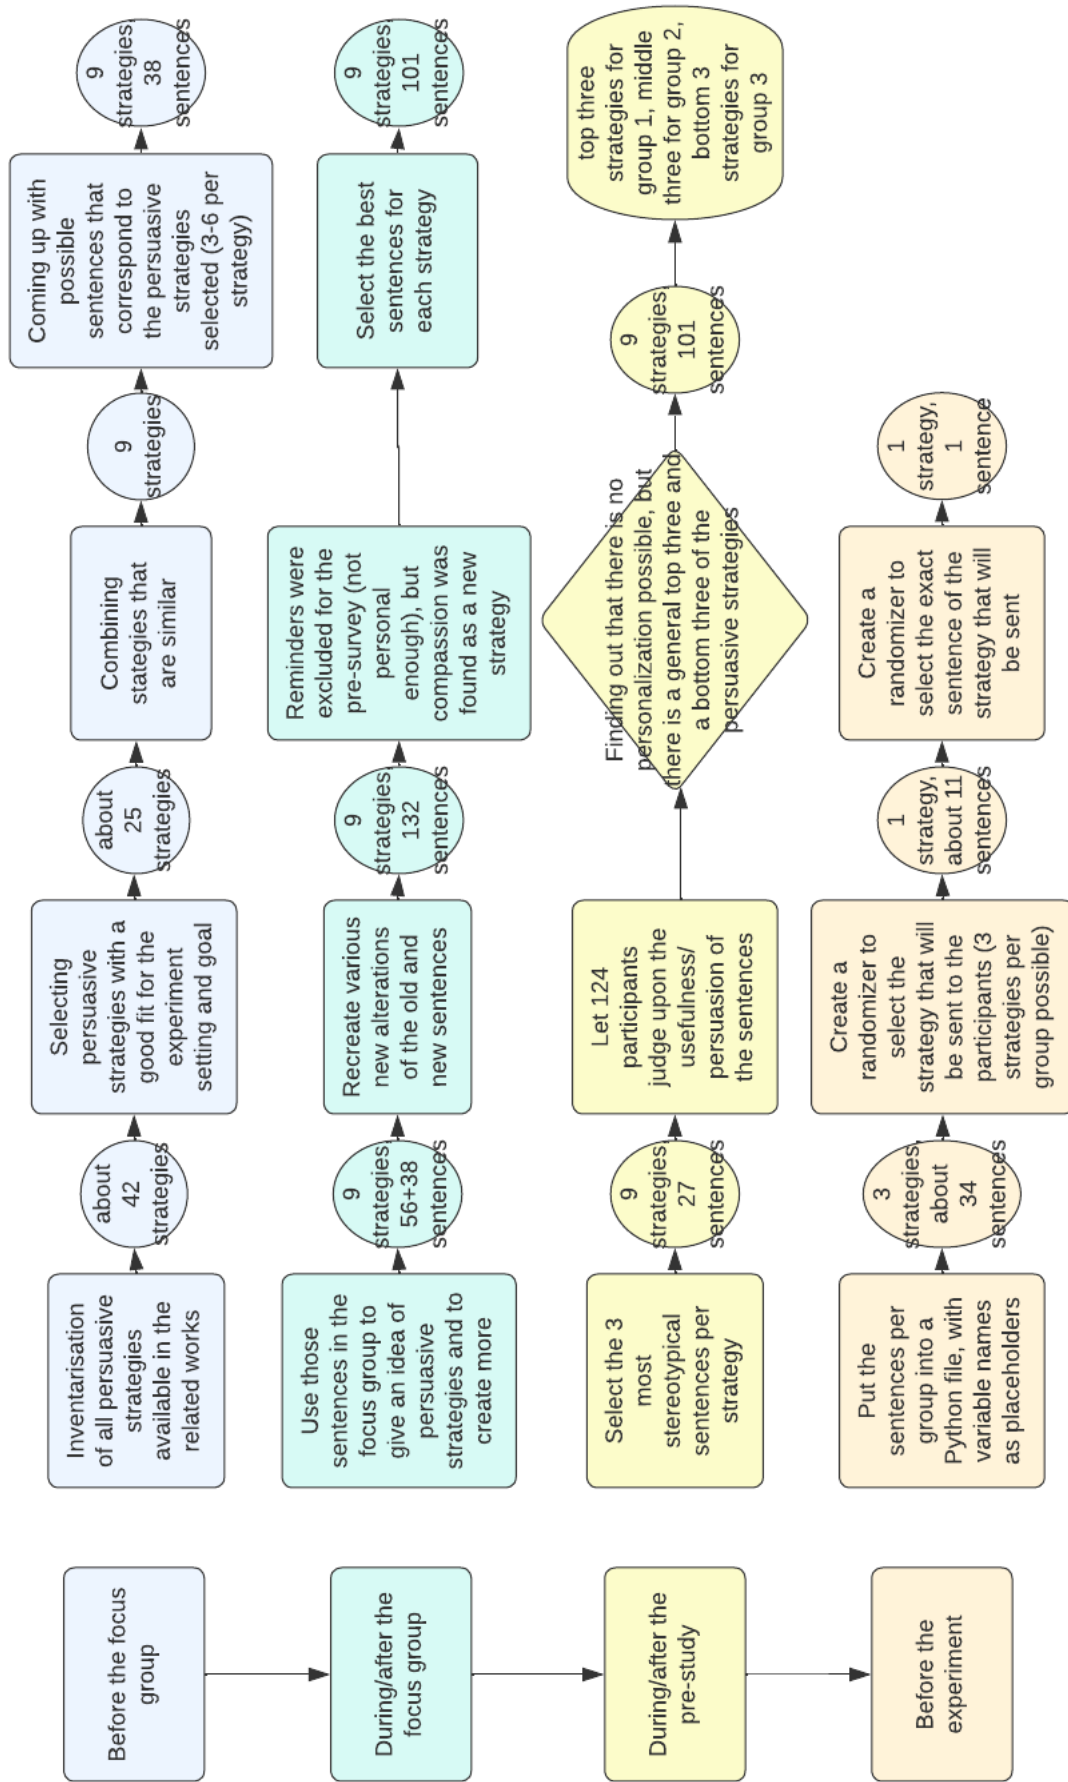 Before the focus
group
Inventarisation
of all persuasive
strategies
available in the
related works
about
42
strategies
Selecting
persuasive
strategies with a
good fit for the
experiment
setting and goal
about
25
strategies
Combining
stategies that
are similar
9
strategies
Coming up with
possible
sentences that
correspond to
the persuasive
strategies
selected (3-6 per
strategy)
9
strategies,
38
sentences
During/after the
focus group
Use those
sentences in the
focus group to
give an idea of
persuasive
strategies and to
create more
9
strategies,
56+38
sentences
Recreate various
new alterations
of the old and
new sentences
9
strategies,
132
sentences
Reminders were
excluded for the
pre-survey (not
personal
enough), but
compassion was
found as a new
strategy
Select the best
sentences for
each strategy
9
strategies,
101
sentences
During/after the
pre-study
Select the 3
most
stereotypical
sentences per
strategy
9
strategies,
27
sentences
Let 124
participants
judge upon the
usefulness/
persuasion of
the sentences
Finding out that there is no
personalization possible, but
there is a general top three and
a bottom three of the
persuasive strategies
9
strategies,
101
sentences
top three
strategies for
group 1, middle
three for group 2,
bottom 3
strategies for
group 3
Before the
experiment
Put the
sentences per
group into a
Python file, with
variable names
as placeholders
3
strategies,
about
34
sentences
Create a
randomizer to
select the
strategy that will
be sent to the
participants (3
strategies per
group possible)
1
strategy,
about 11
sentences
Create a
randomizer to
select the exact
sentence of the
strategy that will
be sent
1
strategy,
1
sentence